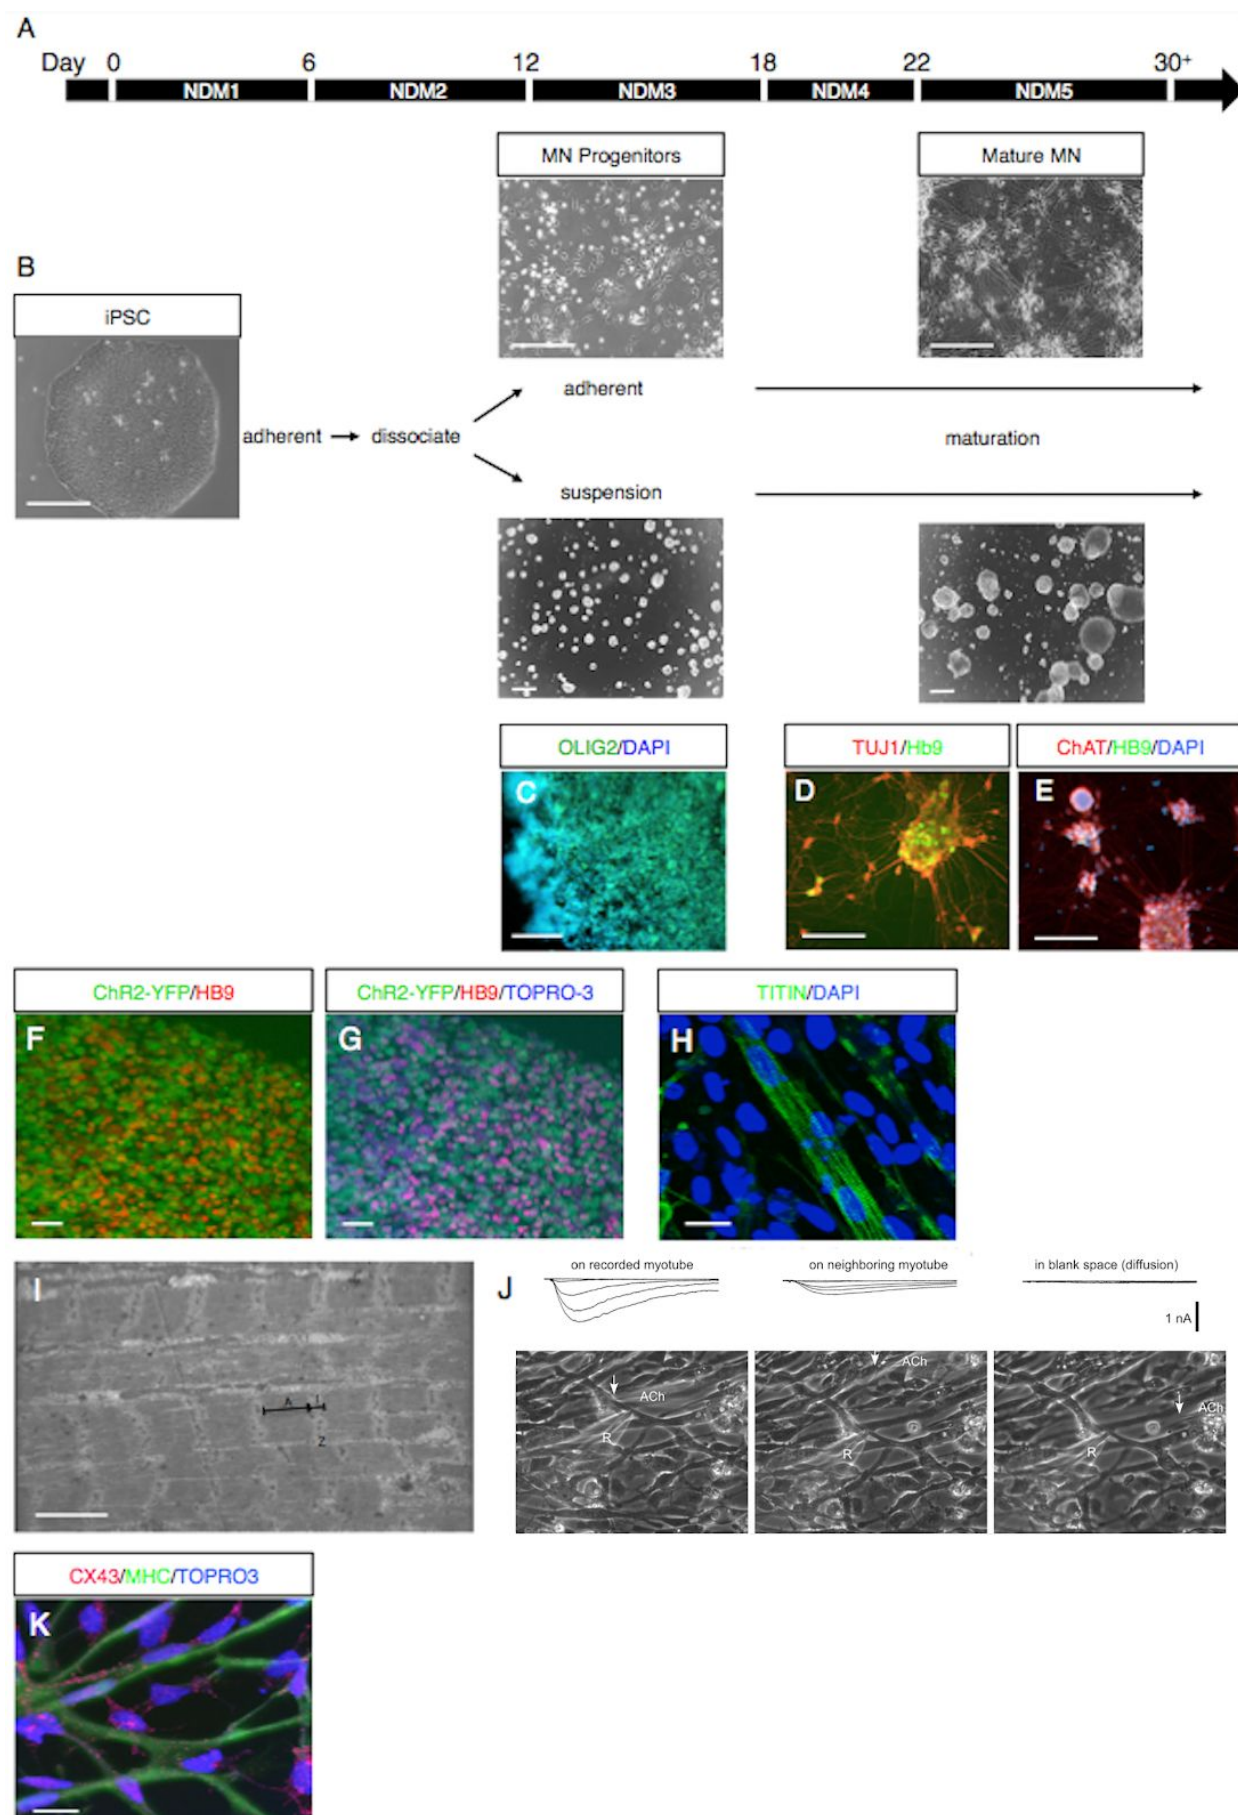 A
Day 0 6 12 18 22 30+
NDM1 NDM2 NDM3 NDM4 NDM5
MN Progenitors Mature MN
B
iPSC
adherent
adherent dissociate maturation
suspension
OLIG2/DAPI TUJ1/Hb9 ChAT/HB9/DAPI
C D E
ChR2-YFP/HB9 ChR2-YFP/HB9/TOPRO-3 TITIN/DAPI
F G H
on recorded myotube on neighboring myotube in blank space (diffusion)
I J
1 nA
ACh ACh
A I ACh
R R R
Z
CX43/MHC/TOPRO3
K